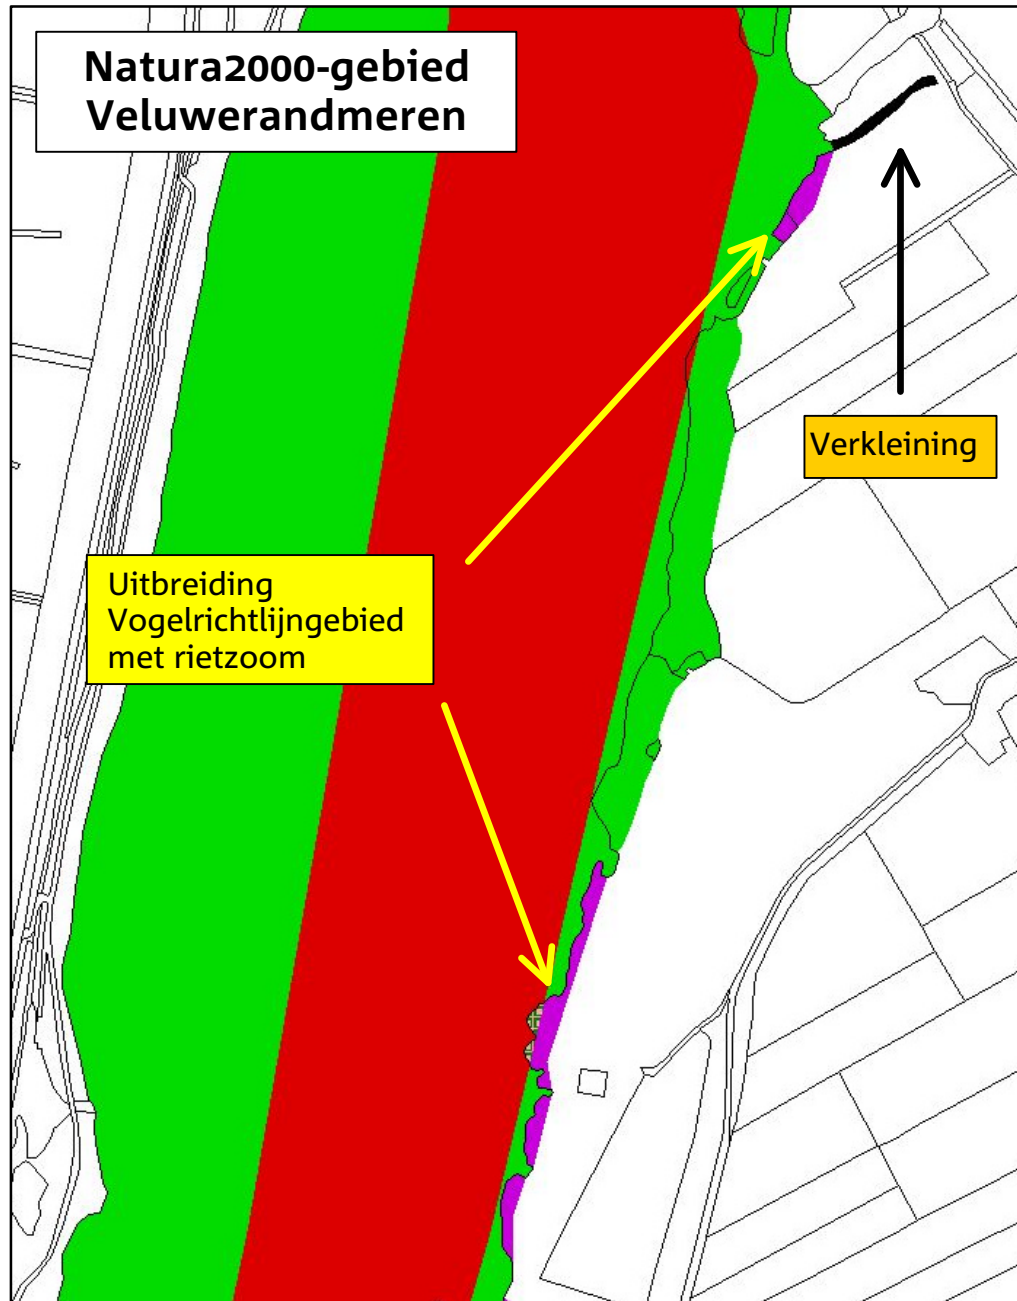 Natura2000-gebied
Veluwerandmeren
Verkleining
Uitbreiding
Vogelrichtlijngebied
met rietzoom